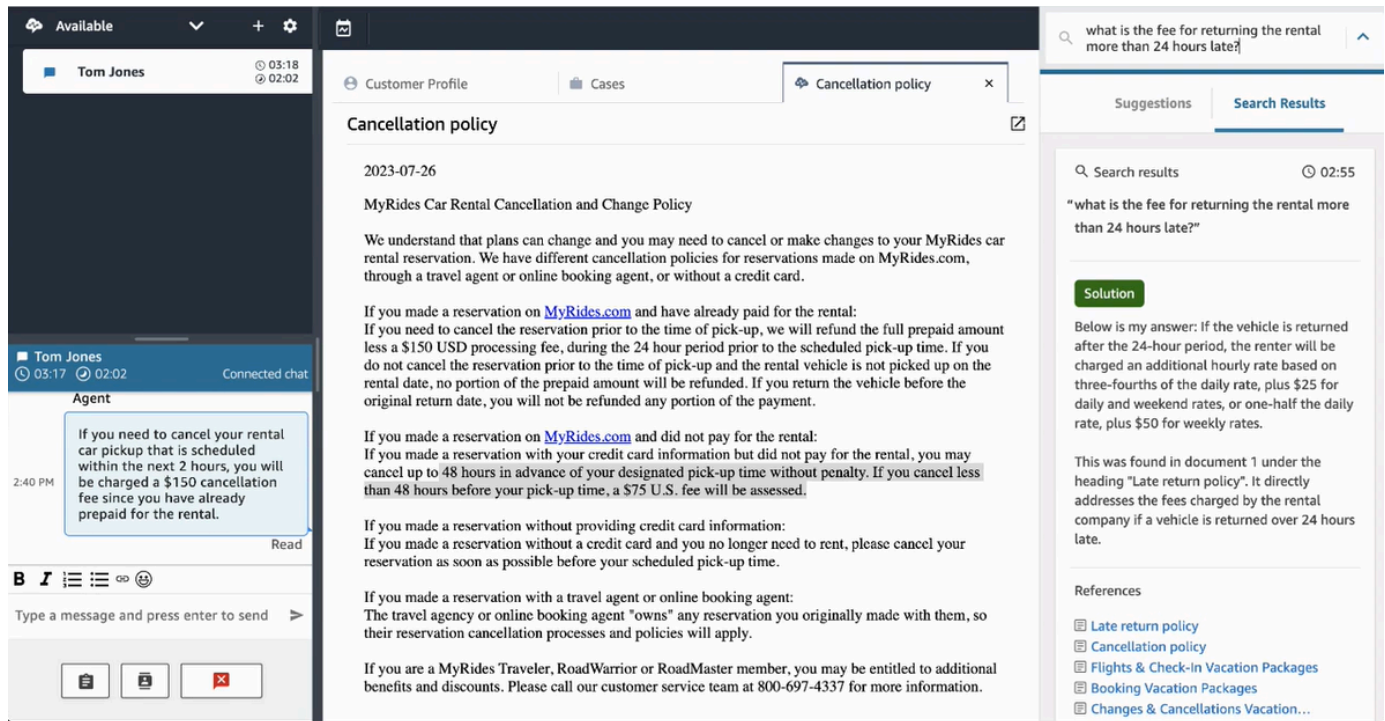 Available
Tom Jones
03:18
02:02
Tom Jones
03:17 02:02 Connected chat
Agent
If you need to cancel your rental
car pickup that is scheduled
within the next 2 hours, you will
be charged a $150 cancellation
fee since you have already
prepaid for the rental.
2:40 PM
Read
B I
Type a message and press enter to send
Customer Profile
Cases
Cancellation policy
Cancellation policy
2023-07-26
MyRides Car Rental Cancellation and Change Policy
We understand that plans can change and you may need to cancel or make changes to your MyRides car
rental reservation. We have different cancellation policies for reservations made on MyRides.com,
through a travel agent or online booking agent, or without a credit card.
If you made a reservation on MyRides.com and have already paid for the rental:
If you need to cancel the reservation prior to the time of pick-up, we will refund the full prepaid amount
less a $150 USD processing fee, during the 24 hour period prior to the scheduled pick-up time. If you
do not cancel the reservation prior to the time of pick-up and the rental vehicle is not picked up on the
rental date, no portion of the prepaid amount will be refunded. If you return the vehicle before the
original return date, you will not be refunded any portion of the payment.
If you made a reservation on MyRides.com and did not pay for the rental:
If you made a reservation with your credit card information but did not pay for the rental, you may
cancel up to 48 hours in advance of your designated pick-up time without penalty. If you cancel less
than 48 hours before your pick-up time, a $75 U.S. fee will be assessed.
If you made a reservation without providing credit card information:
If you made a reservation without a credit card and you no longer need to rent, please cancel your
reservation as soon as possible before your scheduled pick-up time.
If you made a reservation with a travel agent or online booking agent:
The travel agency or online booking agent "owns" any reservation you originally made with them, so
their reservation cancellation processes and policies will apply.
If you are a MyRides Traveler, RoadWarrior or RoadMaster member, you may be entitled to additional
benefits and discounts. Please call our customer service team at 800-697-4337 for more information.
what is the fee for returning the rental
more than 24 hours late?
Suggestions
Search Results
Search results 02:55
“what is the fee for returning the rental more
than 24 hours late?”
Solution
Below is my answer: If the vehicle is returned
after the 24-hour period, the renter will be
charged an additional hourly rate based on
three-fourths of the daily rate, plus $25 for
daily and weekend rates, or one-half the daily
rate, plus $50 for weekly rates.
This was found in document 1 under the
heading "Late return policy". It directly
addresses the fees charged by the rental
company if a vehicle is returned over 24 hours
late.
References
Late return policy
Cancellation policy
Flights & Check-In Vacation Packages
Booking Vacation Packages
Changes & Cancellations Vacation...